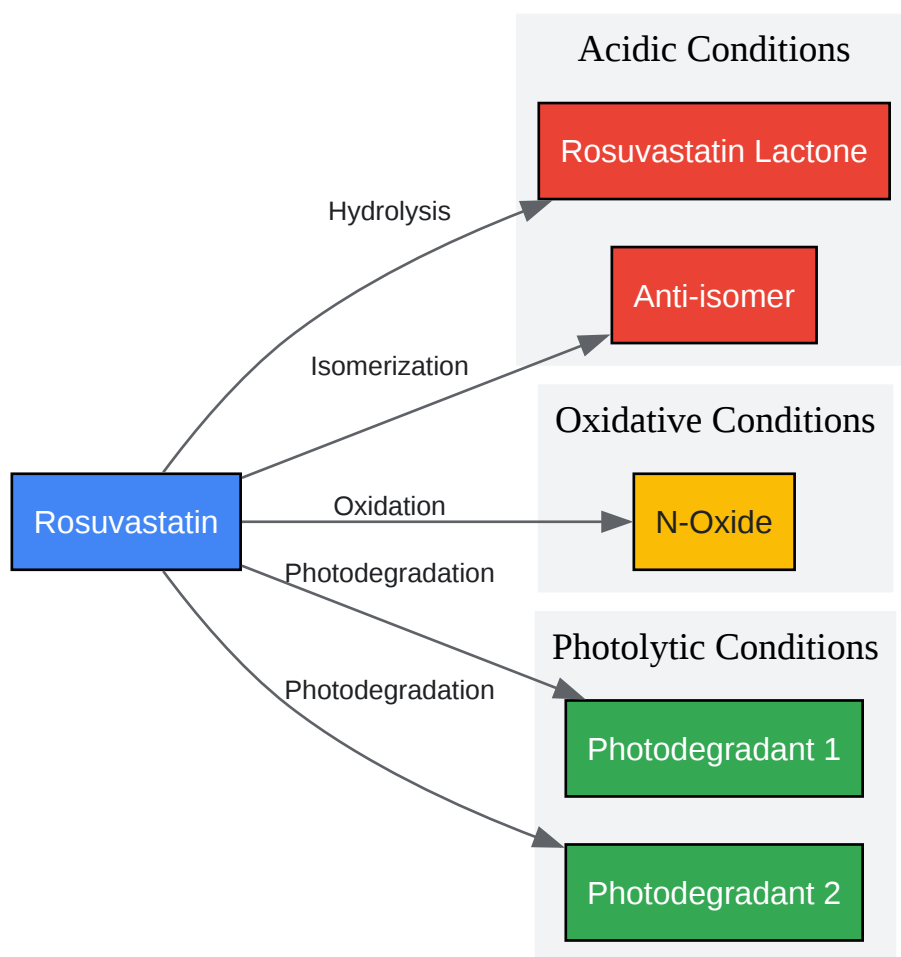 Acidic Conditions
Rosuvastatin Lactone
Hydrolysis
Anti-isomer
Isomerization
Oxidative Conditions
Rosuvastatin
Oxidation
N-Oxide
Photodegradation
Photolytic Conditions
Photodegradation
Photodegradant 1
Photodegradant 2